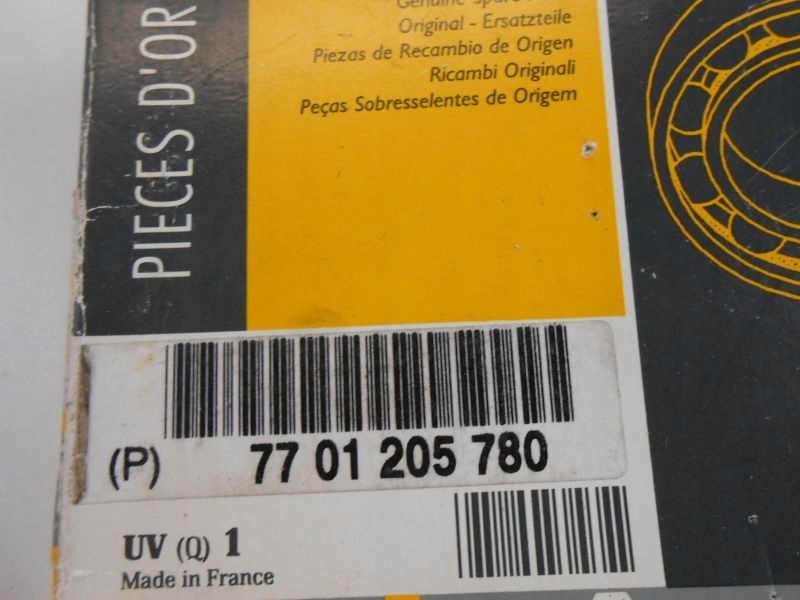 PIECES D'OR
Genuine
Original - Ersatzteile
Piezas de Recambio de Origen
Ricambi Originali
Peças Sobresselentes de Origem
(P) 77 01 205 780
UV (Q) 1
Made in France